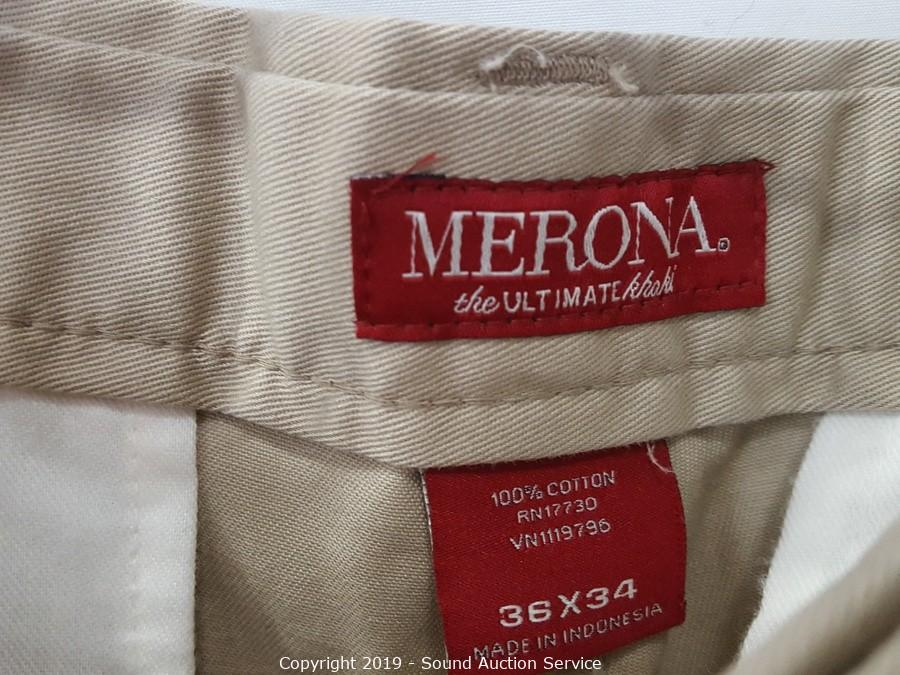 MERONA®
the ULTIMATE khaki
100% COTTON
RN17730
VN1119796
36X34
MADE IN INDONESIA
Copyright 2019 - Sound Auction Service